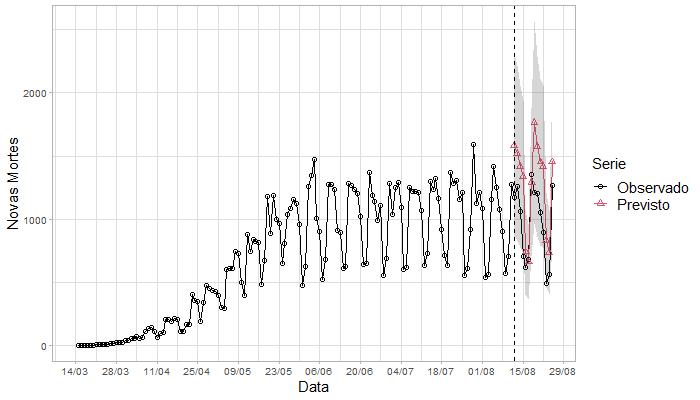 Novas Mortes
2000
1000
0
14/03 28/03 11/04 25/04 09/05 23/05 06/06 20/06 04/07 18/07 01/08 15/08 29/08
Data
Serie
Observado
Previsto